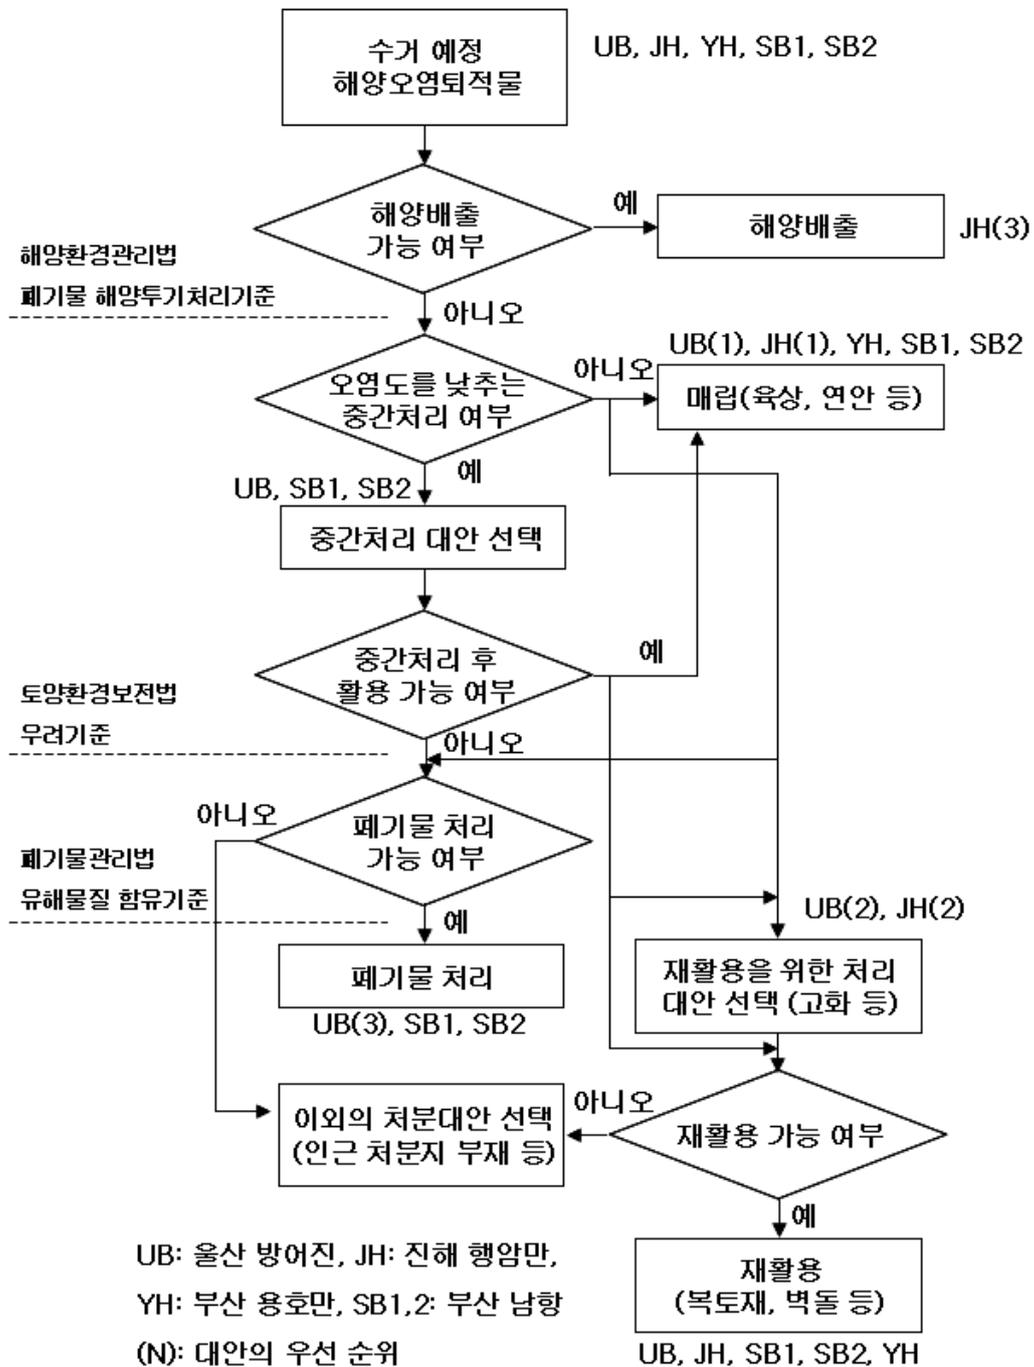 수거 예정
해양오염퇴적물
UB, JH, YH, SB1, SB2
해양배출
가능 여부
예
해양배출
JH(3)
해양환경관리법
폐기물 해양투기처리기준
아니오
UB(1), JH(1), YH, SB1, SB2
오염도를 낮추는
중간처리 여부
아니오
매립(육상, 연안 등)
예
UB, SB1, SB2
중간처리 대안 선택
중간처리 후
활용 가능 여부
예
토양환경보전법
우려기준
아니오
아니오
폐기물 처리
가능 여부
폐기물관리법
유해물질 함유기준
예
UB(2), JH(2)
폐기물 처리
UB(3), SB1, SB2
재활용을 위한 처리
대안 선택 (고화 등)
이외의 처분대안 선택
(인근 처분지 부재 등)
아니오
재활용 가능 여부
예
재활용
(복토재, 벽돌 등)
UB, JH, SB1, SB2, YH
UB: 울산 방어진, JH: 진해 행암만,
YH: 부산 용호만, SB1,2: 부산 남항
(N): 대안의 우선 순위